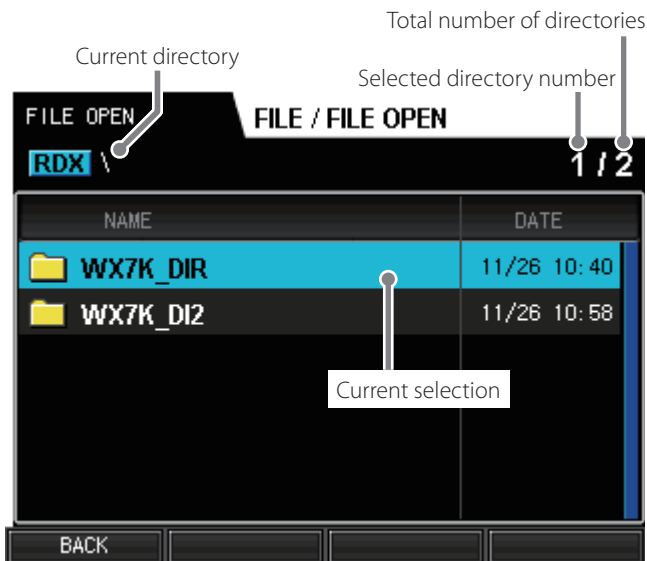 Total number of directories
Current directory
Selected directory number
FILE OPEN
FILE / FILE OPEN
RDX \
1 / 2
NAME DATE
WX7K_DIR 11/26 10:40
WX7K_DI2 11/26 10:58
Current selection
BACK